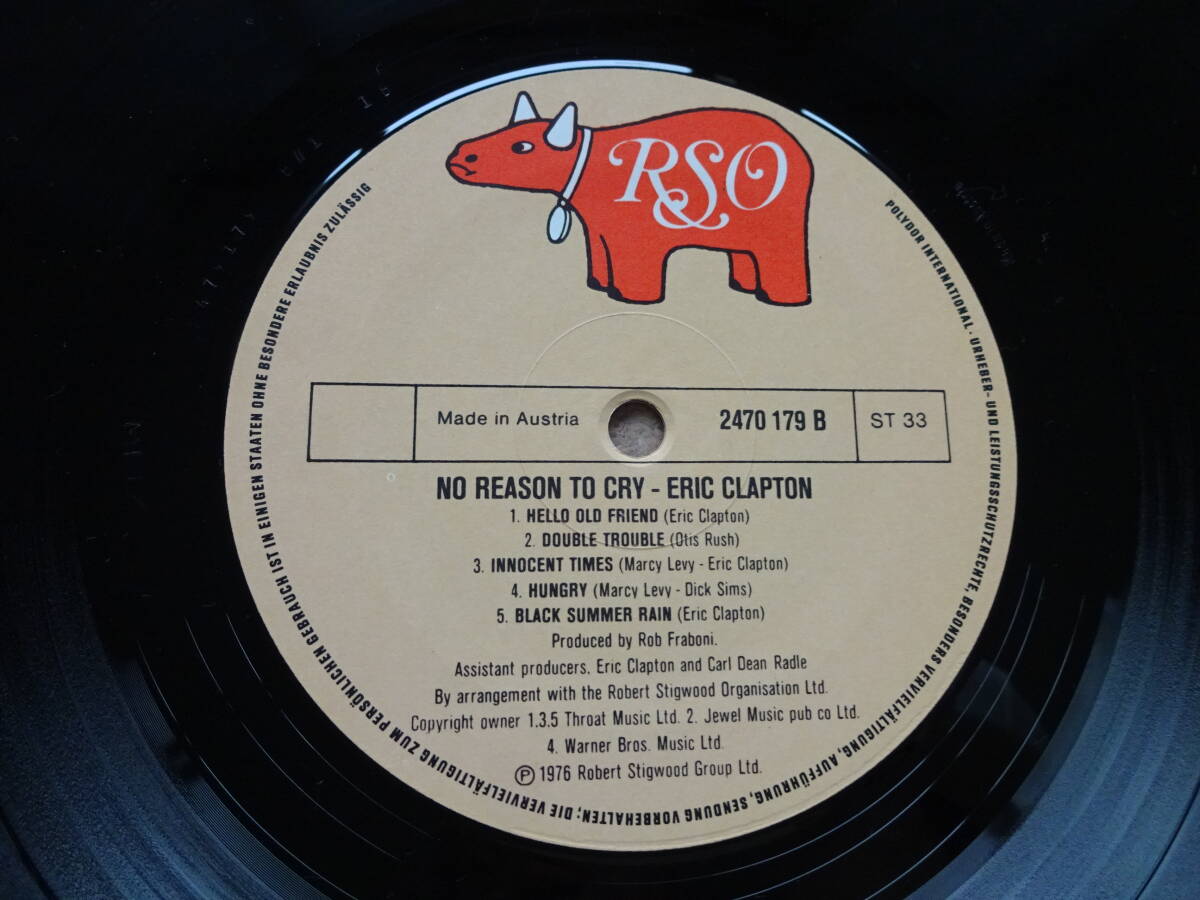 RSO
Made in Austria 2470 179 B ST 33
NO REASON TO CRY - ERIC CLAPTON
1. HELLO OLD FRIEND (Eric Clapton)
2. DOUBLE TROUBLE (Otis Rush)
3. INNOCENT TIMES (Marcy Levy - Eric Clapton)
4. HUNGRY (Marcy Levy - Dick Sims)
5. BLACK SUMMER RAIN (Eric Clapton)
Produced by Rob Fraboni.
Assistant producers, Eric Clapton and Carl Dean Radle
By arrangement with the Robert Stigwood Organisation Ltd.
Copyright owner 1.3.5 Throat Music Ltd. 2. Jewel Music pub co Ltd.
4. Warner Bros. Music Ltd.
Ⓟ 1976 Robert Stigwood Group Ltd.
POLYDOR INTERNATIONAL · URHEBER- UND LEISTUNGSSCHUTZRECHTE, BESONDERS VERVIELFÄLTIGUNG, AUFFÜHRUNG, SENDUNG VORBEHALTEN; DIE VERVIELFÄLTIGUNG ZUM PERSÖNLICHEN GEBRAUCH IST IN EINIGEN STAATEN OHNE BESONDERE ERLAUBNIS ZULÄSSIG